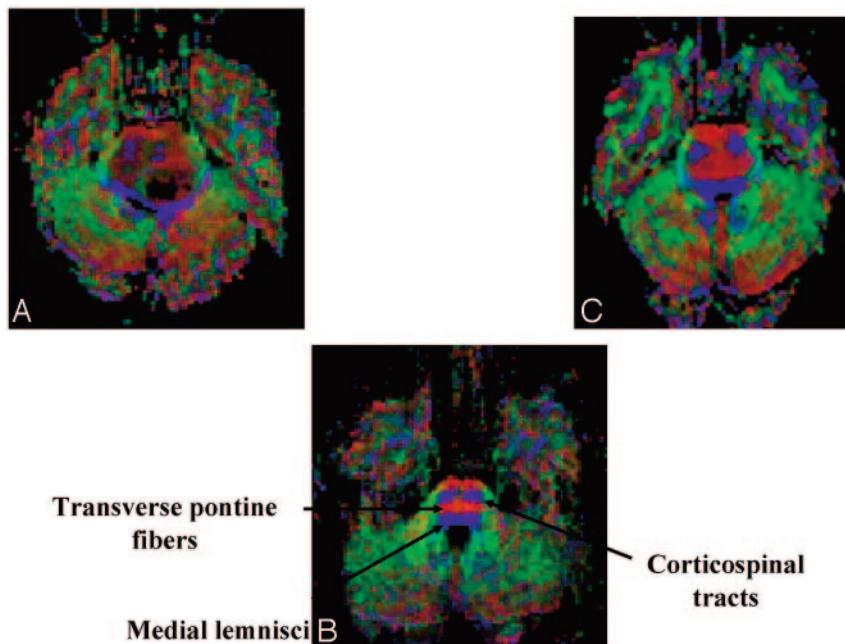 A
C
Transverse pontine
fibers
Corticospinal
tracts
Medial lemnisci
B